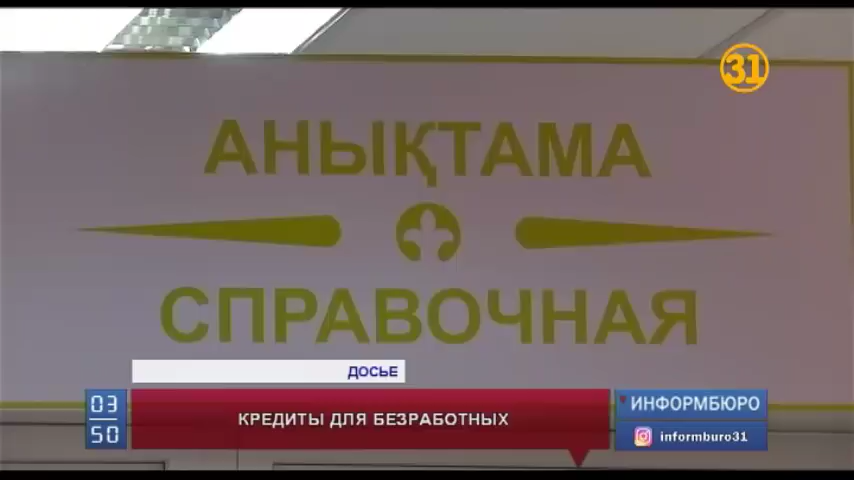 31
АНЫҚТАМА
СПРАВОЧНАЯ
ДОСЬЕ
03
50
КРЕДИТЫ ДЛЯ БЕЗРАБОТНЫХ
ИНФОРМБЮРО
informburo31